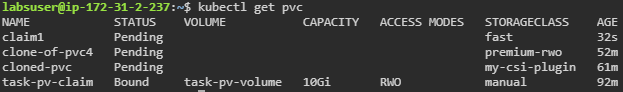 labsuser@ip-172-31-2-237:~$ kubectl get pvc
NAME STATUS VOLUME CAPACITY ACCESS MODES STORAGECLASS AGE
claim1 Pending fast 32s
clone-of-pvc4 Pending premium-rwo 52m
cloned-pvc Pending my-csi-plugin 61m
task-pv-claim Bound task-pv-volume 10Gi RWO manual 92m